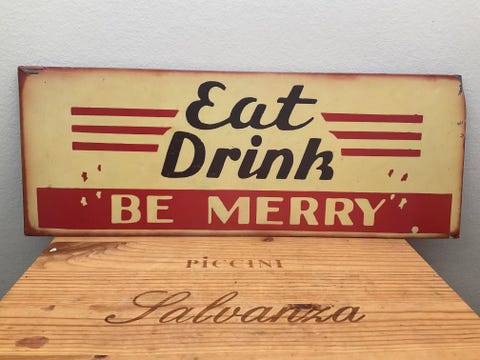 Eat
Drink
"BE MERRY"
PICCINI
Salvanza